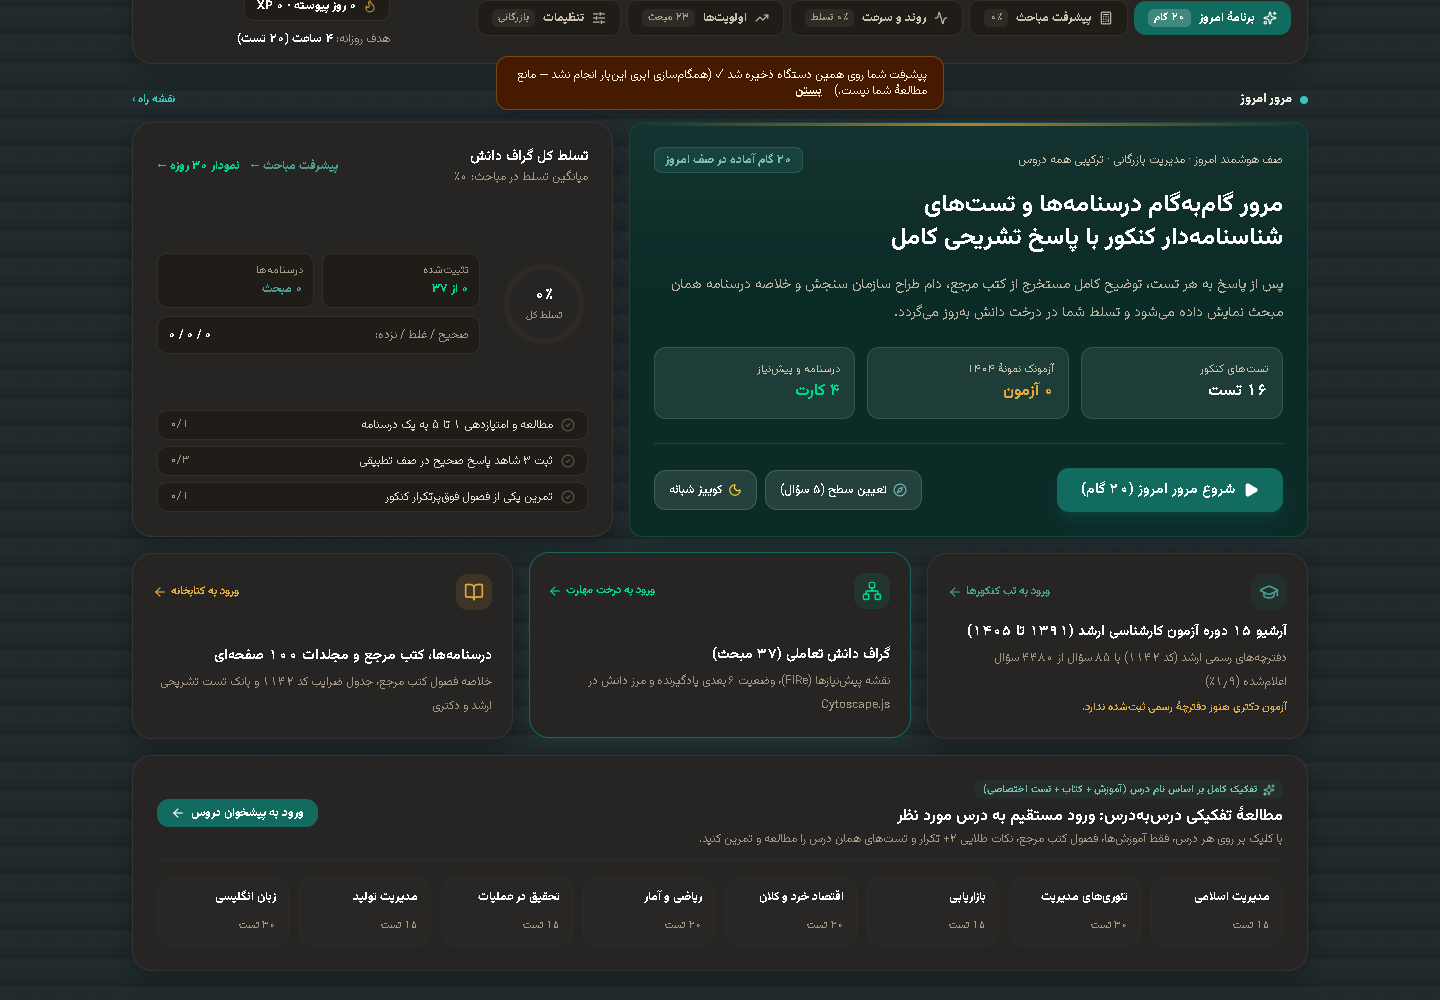 برنامهٔ امروز ۲۰ گام
پیشرفت مباحث ۰٪
روند و سرعت ۰٪ تسلط
اولویت‌ها ۲۳ مبحث
تنظیمات بازرگانی
۰ روز پیوسته · ۰ XP
هدف روزانه: ۴ ساعت (۲۰ تست)
پیشرفت شما روی همین دستگاه ذخیره شد ✓ (همگام‌سازی ابری این‌بار انجام نشد — مانع
مطالعهٔ شما نیست.) بستن
مرور امروز
نقشه راه ›
صف هوشمند امروز · مدیریت بازرگانی · ترکیبی همه دروس
۲۰ گام آماده در صف امروز
مرور گام‌به‌گام درسنامه‌ها و تست‌های
شناسنامه‌دار کنکور با پاسخ تشریحی کامل
پس از پاسخ به هر تست، توضیح کامل مستخرج از کتب مرجع، دام طراح سازمان سنجش و خلاصه درسنامه همان
مبحث نمایش داده می‌شود و تسلط شما در درخت دانش به‌روز می‌گردد.
تست‌های کنکور
۱۶ تست
آزمونک نمونهٔ ۱۴۰۴
۰ آزمون
درسنامه و پیش‌نیاز
۴ کارت
شروع مرور امروز (۲۰ گام)
تعیین سطح (۵ سؤال)
کوییز شبانه
تسلط کل گراف دانش
میانگین تسلط در مباحث: ۰٪
پیشرفت مباحث ←
نمودار ۳۰ روزه ←
۰٪
تسلط کل
تثبیت‌شده
۰ از ۳۷
درسنامه‌ها
۰ مبحث
صحیح / غلط / نزده:
۰ / ۰ / ۰
مطالعه و امتیازدهی ۱ تا ۵ به یک درسنامه
۰/۱
ثبت ۳ شاهد پاسخ صحیح در صف تطبیقی
۰/۳
تمرین یکی از فصول فوق‌پرتکرار کنکور
۰/۱
ورود به تب کنکورها ←
آرشیو ۱۵ دوره آزمون کارشناسی ارشد (۱۳۹۱ تا ۱۴۰۵)
دفترچه‌های رسمی ارشد (کد ۱۱۴۲) با ۸۵ سؤال از ۴۴۸۰ سؤال
اعلام‌شده (۱٫۹٪)
آزمون دکتری هنوز دفترچهٔ رسمی ثبت‌شده ندارد.
ورود به درخت مهارت ←
گراف دانش تعاملی (۳۷ مبحث)
نقشه پیش‌نیازها (FIRe)، وضعیت ۶بعدی یادگیرنده و مرز دانش در
Cytoscape.js
ورود به کتابخانه ←
درسنامه‌ها، کتب مرجع و مجلدات ۱۰۰ صفحه‌ای
خلاصه فصول کتب مرجع، جدول ضرایب کد ۱۱۴۲ و بانک تست تشریحی
ارشد و دکتری
تفکیک کامل بر اساس نام درس (آموزش + کتاب + تست اختصاصی)
مطالعهٔ تفکیکی درس‌به‌درس: ورود مستقیم به درس مورد نظر
با کلیک بر روی هر درس، فقط آموزش‌ها، فصول کتب مرجع، نکات طلایی ۲+ تکرار و تست‌های همان درس را مطالعه و تمرین کنید.
ورود به پیشخوان دروس ←
مدیریت اسلامی
۱۵ تست
تئوری‌های مدیریت
۳۰ تست
بازاریابی
۱۵ تست
اقتصاد خرد و کلان
۲۰ تست
ریاضی و آمار
۲۰ تست
تحقیق در عملیات
۱۵ تست
مدیریت تولید
۱۵ تست
زبان انگلیسی
۳۰ تست